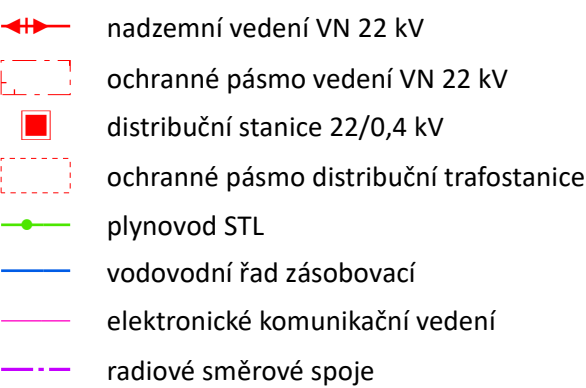 nadzemní vedení VN 22 kV
ochranné pásmo vedení VN 22 kV
distribuční stanice 22/0,4 kV
ochranné pásmo distribuční trafostanice
plynovod STL
vodovodní řad zásobovací
elektronické komunikační vedení
radiové směrové spoje